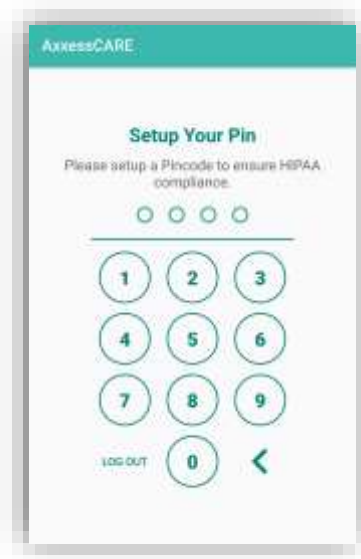 AxxessCARE
Setup Your Pin
Please setup a Pincode to ensure HIPAA
compliance.
1 2 3
4 5 6
7 8 9
LOG OUT 0